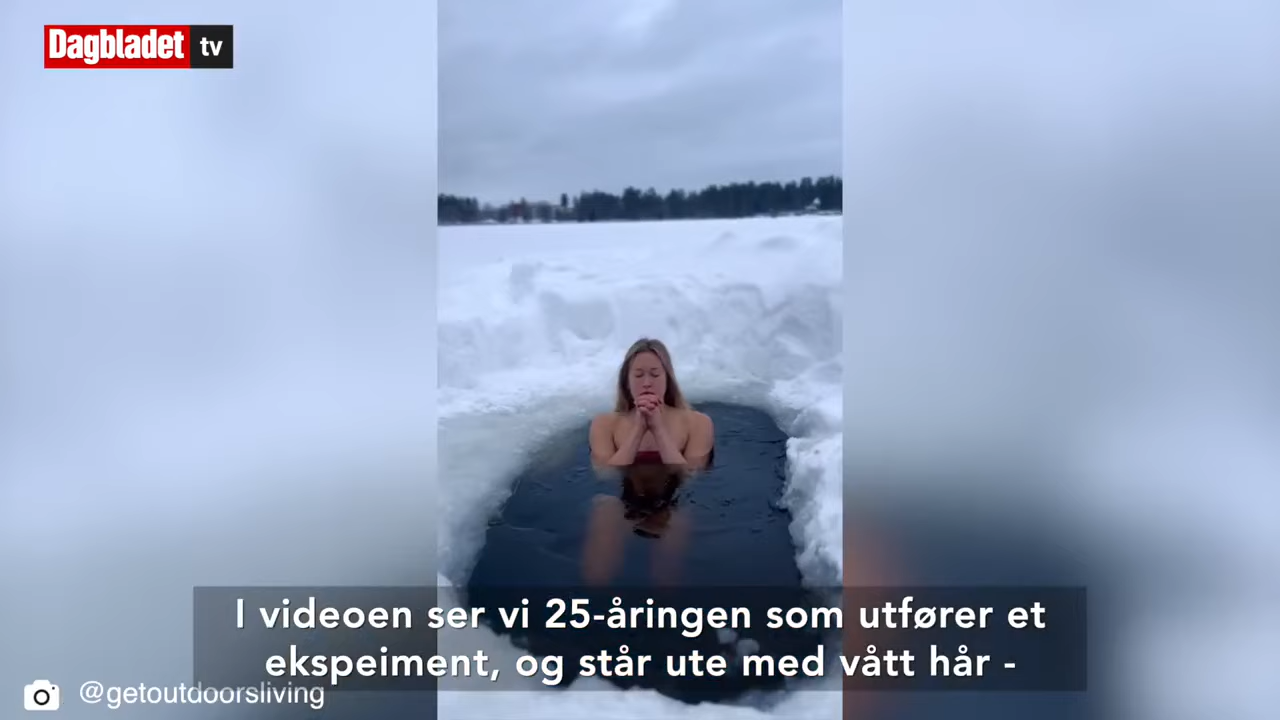 Dagbladet tv
I videoen ser vi 25-åringen som utfører et
ekspeiment, og står ute med vått hår -
@getoutdoorsliving